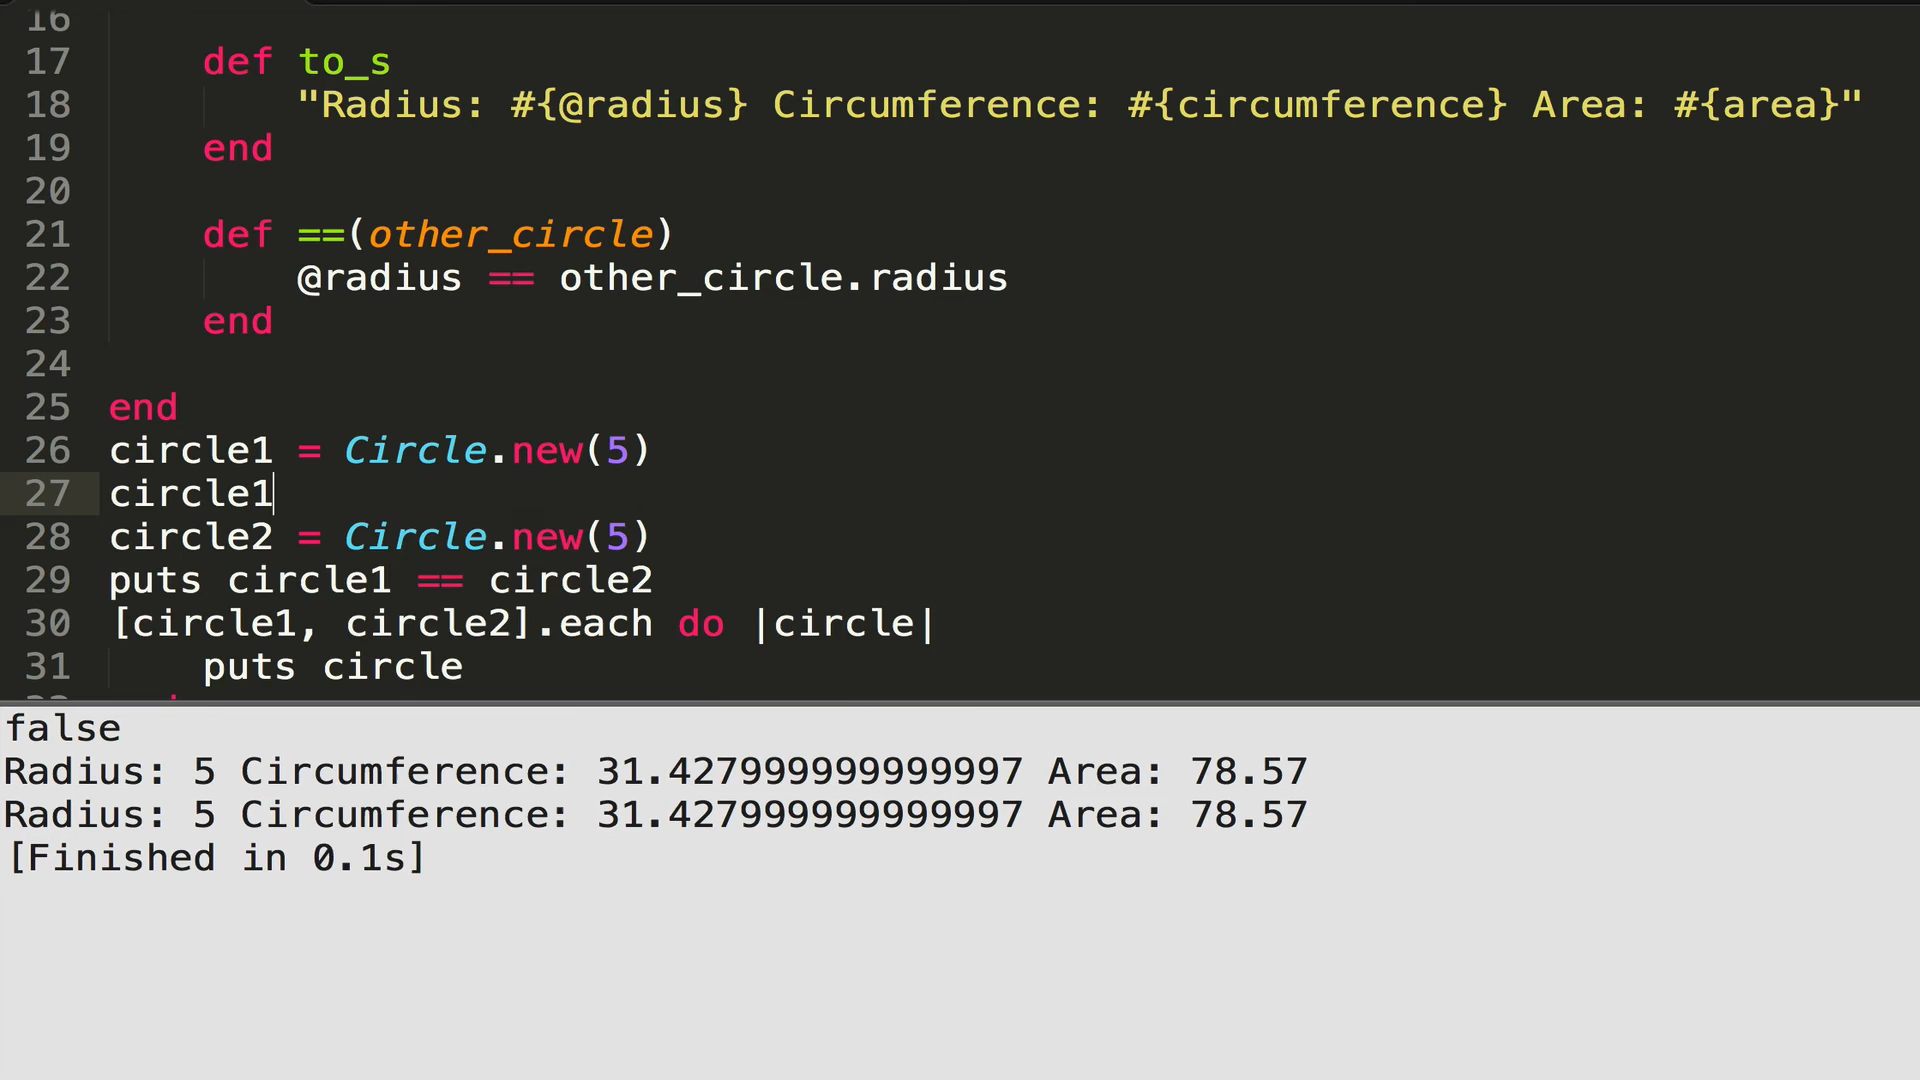 16
17 def to_s
18 "Radius: #{@radius} Circumference: #{circumference} Area: #{area}"
19 end
20
21 def ==(other_circle)
22 @radius == other_circle.radius
23 end
24
25 end
26 circle1 = Circle.new(5)
27 circle1
28 circle2 = Circle.new(5)
29 puts circle1 == circle2
30 [circle1, circle2].each do |circle|
31 puts circle
false
Radius: 5 Circumference: 31.427999999999997 Area: 78.57
Radius: 5 Circumference: 31.427999999999997 Area: 78.57
[Finished in 0.1s]